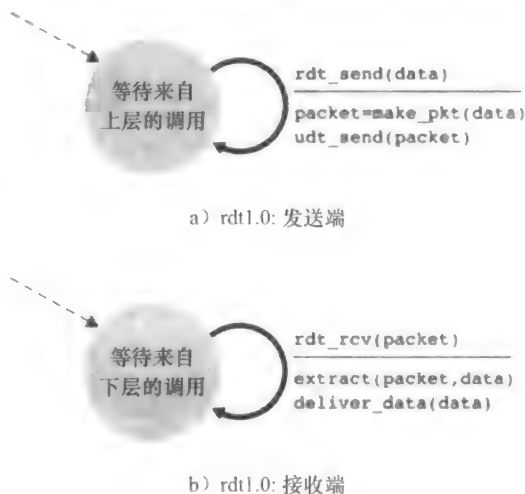 等待来自
上层的调用
rdt_send(data)
packet=make_pkt(data)
udt_send(packet)
a）rdt1.0: 发送端
等待来自
下层的调用
rdt_rcv(packet)
extract(packet,data)
deliver_data(data)
b）rdt1.0: 接收端